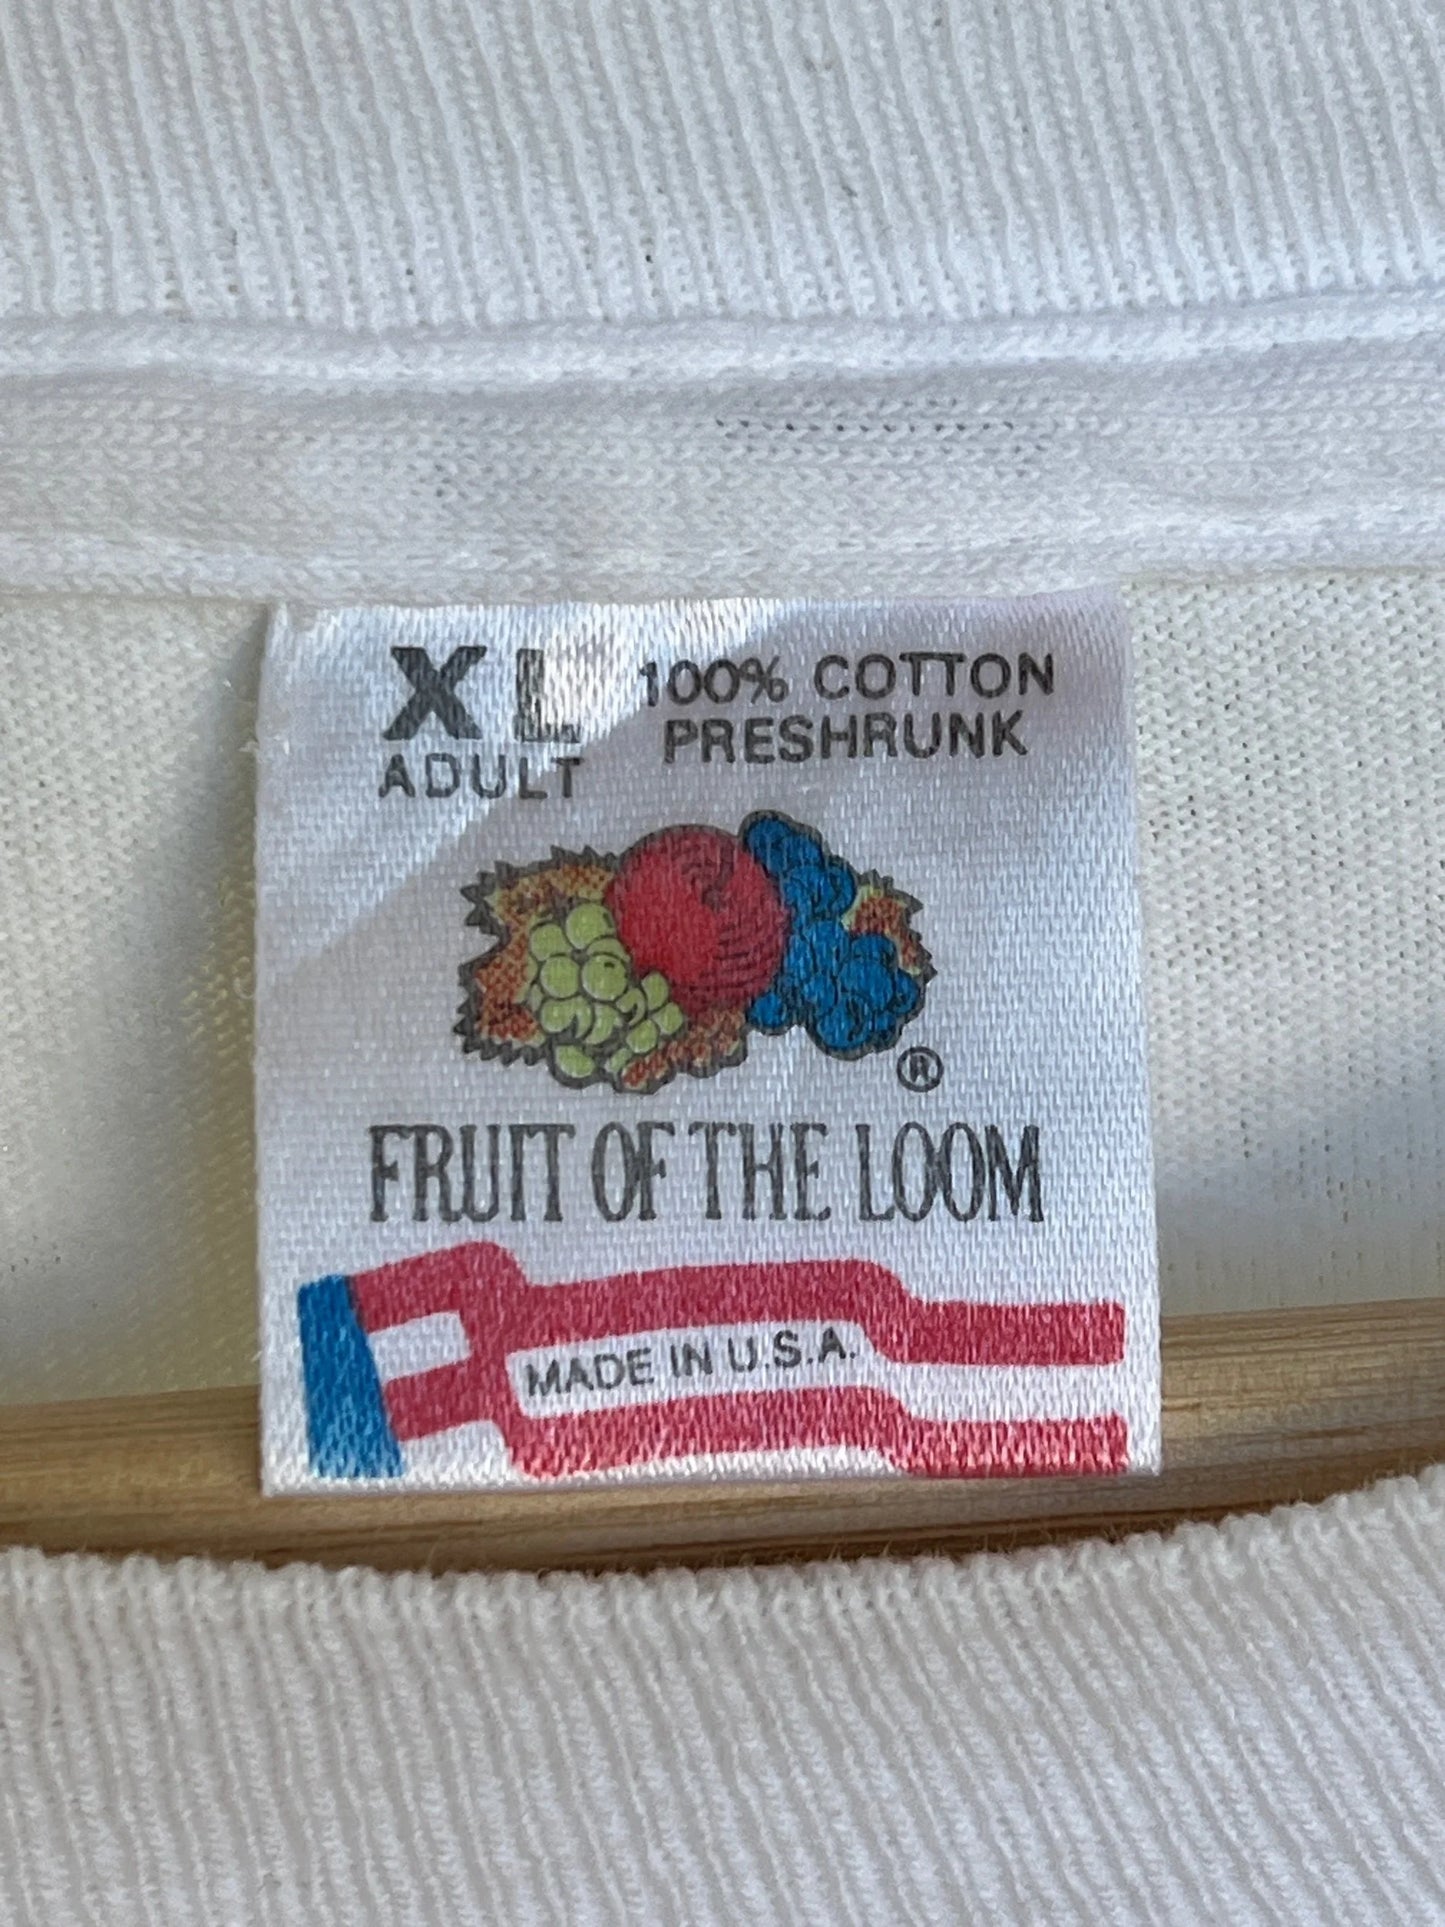 XL
ADULT
100% COTTON
PRESHRUNK
®
FRUIT OF THE LOOM
MADE IN U.S.A.